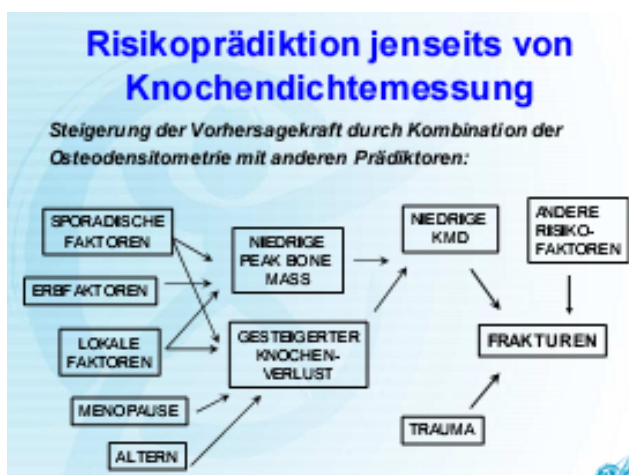 Risikoprädiktion jenseits von
Knochendichtemessung
Steigerung der Vorhersagekraft durch Kombination der
Osteodensitometrie mit anderen Prädiktoren:
SPORADISCHE
FAKTOREN
ERBFAKTOREN
LOKALE
FAKTOREN
MENOPAUSE
ALTERN
NIEDRIGE
PEAK BONE
MASS
GESTEIGERTER
KNOCHEN-
VERLUST
NIEDRIIGE
KMD
ANDERE
RISIKO-
FAKTOREN
FRAKTUREN
TRAUMA